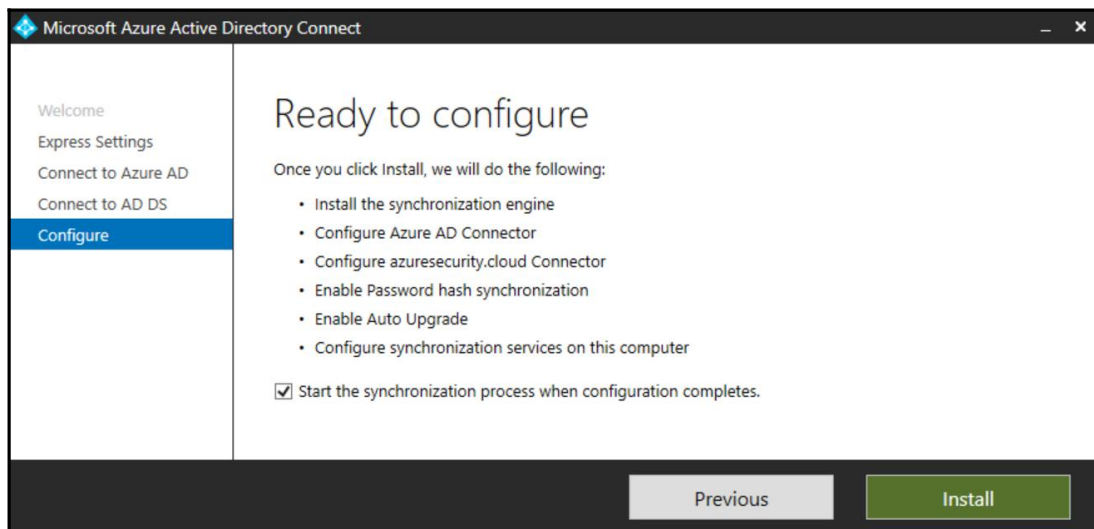 Microsoft Azure Active Directory Connect
Welcome
Express Settings
Connect to Azure AD
Connect to AD DS
Configure
Ready to configure
Once you click Install, we will do the following:
• Install the synchronization engine
• Configure Azure AD Connector
• Configure azuresecurity.cloud Connector
• Enable Password hash synchronization
• Enable Auto Upgrade
• Configure synchronization services on this computer
Start the synchronization process when configuration completes.
Previous
Install